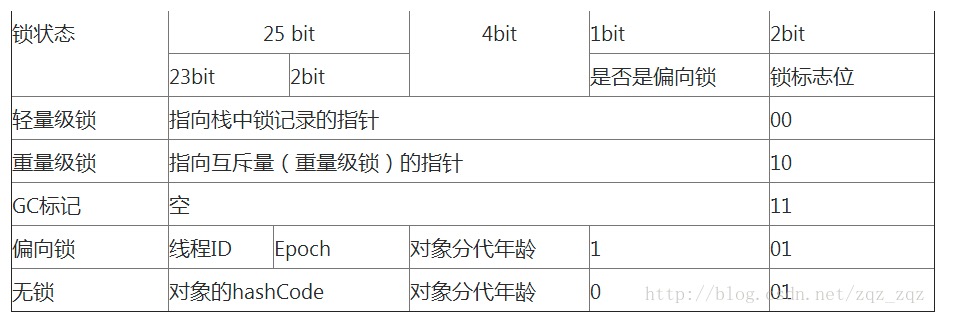 锁状态 25 bit 4bit 1bit 2bit
23bit 2bit 是否是偏向锁 锁标志位
轻量级锁 指向栈中锁记录的指针 00
重量级锁 指向互斥量（重量级锁）的指针 10
GC标记 空 11
偏向锁 线程ID Epoch 对象分代年龄 1 01
无锁 对象的hashCode 对象分代年龄 0 01
http://blog.csdn.net/zqz_zqz